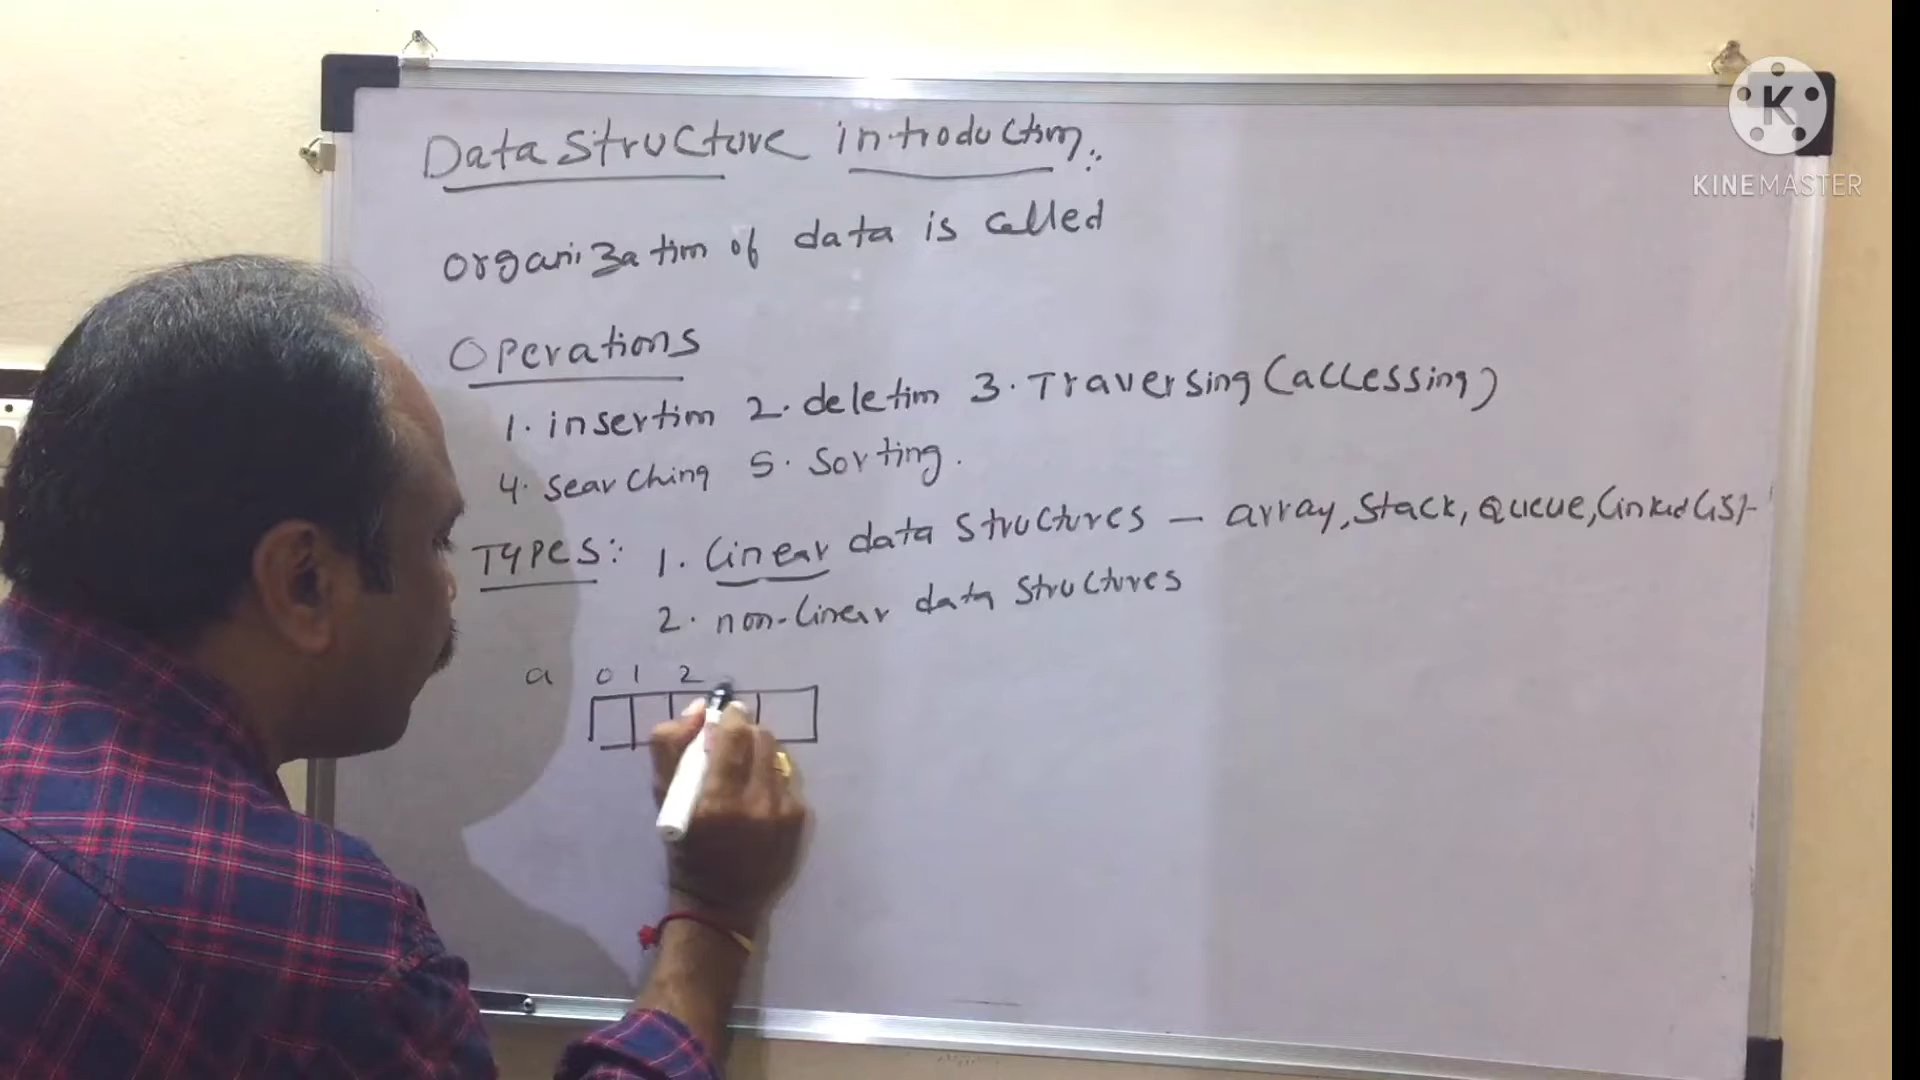 Data Structure introduction:
organization of data is called
Operations
1. insertion 2. deletion 3. Traversing (accessing)
4. searching 5. Sorting.
TYPES: 1. Linear data structures — array, Stack, Queue, Linked List
2. non-linear data structures
a 0 1 2
K
KINEMASTER